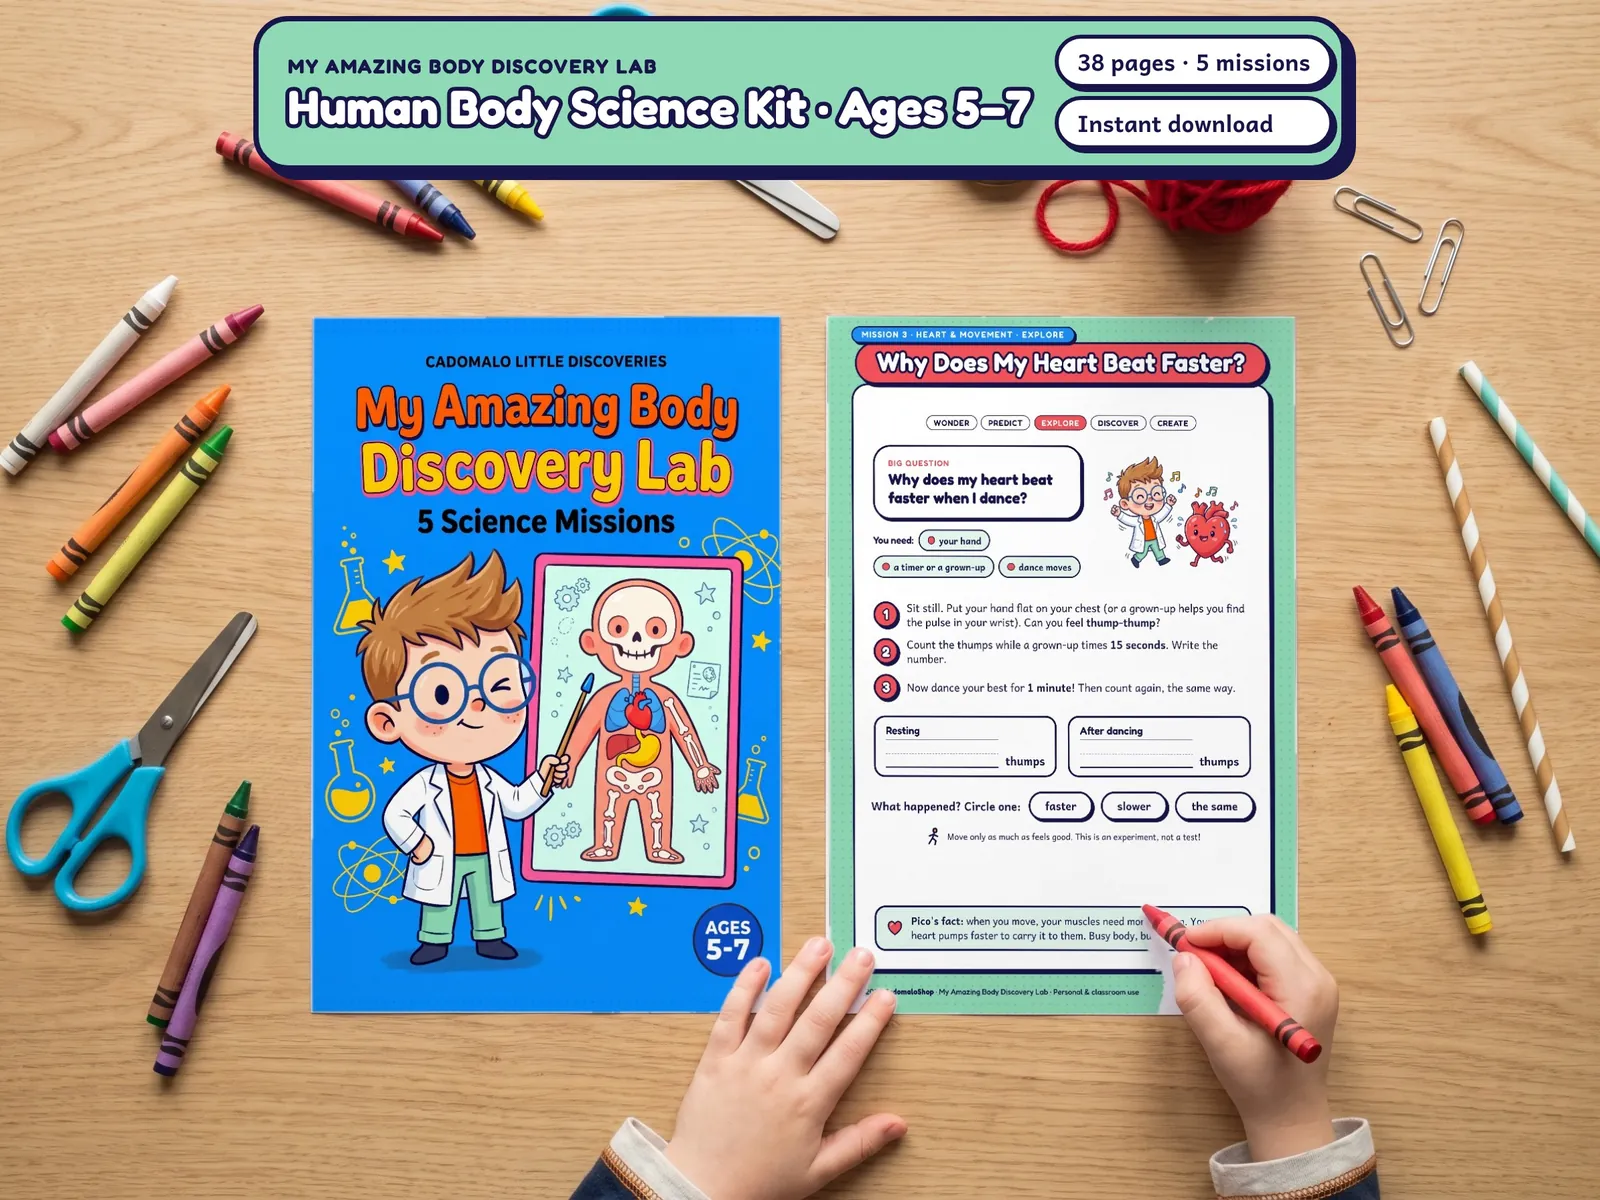 MY AMAZING BODY DISCOVERY LAB
Human Body Science Kit · Ages 5–7
38 pages · 5 missions
Instant download
CADOMALO LITTLE DISCOVERIES
My Amazing Body
Discovery Lab
5 Science Missions
AGES
5-7
MISSION 3 · HEART & MOVEMENT · EXPLORE
Why Does My Heart Beat Faster?
WONDER PREDICT EXPLORE DISCOVER CREATE
BIG QUESTION
Why does my heart beat
faster when I dance?
You need: your hand
a timer or a grown-up dance moves
1 Sit still. Put your hand flat on your chest (or a grown-up helps you find
the pulse in your wrist). Can you feel thump-thump?
2 Count the thumps while a grown-up times 15 seconds. Write the
number.
3 Now dance your best for 1 minute! Then count again, the same way.
Resting
thumps
After dancing
thumps
What happened? Circle one: faster slower the same
Move only as much as feels good. This is an experiment, not a test!
Pico's fact: when you move, your muscles need
heart pumps faster to carry it to them. Busy body,
· My Amazing Body Discovery Lab · Personal & classroom use